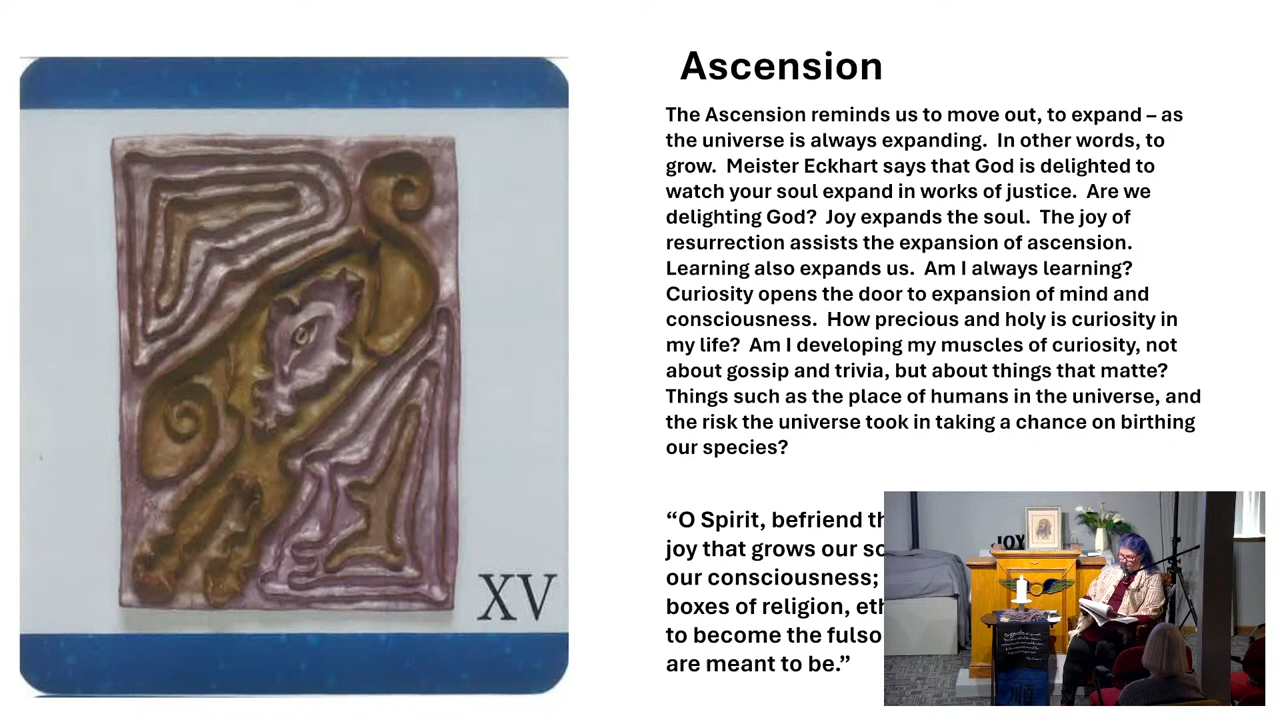 Ascension
The Ascension reminds us to move out, to expand – as
the universe is always expanding.  In other words, to
grow.  Meister Eckhart says that God is delighted to
watch your soul expand in works of justice.  Are we
delighting God?  Joy expands the soul.  The joy of
resurrection assists the expansion of ascension.
Learning also expands us.  Am I always learning?
Curiosity opens the door to expansion of mind and
consciousness.  How precious and holy is curiosity in
my life?  Am I developing my muscles of curiosity, not
about gossip and trivia, but about things that matte?
Things such as the place of humans in the universe, and
the risk the universe took in taking a chance on birthing
our species?
“O Spirit, befriend
joy that grows our
our consciousness;
boxes of religion,
to become the
are meant to be.”
XV
JOY